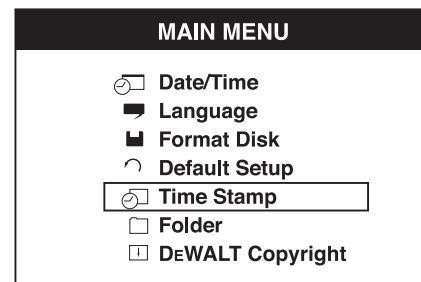 MAIN MENU
Date/Time
Language
Format Disk
Default Setup
Time Stamp
Folder
DEWALT Copyright